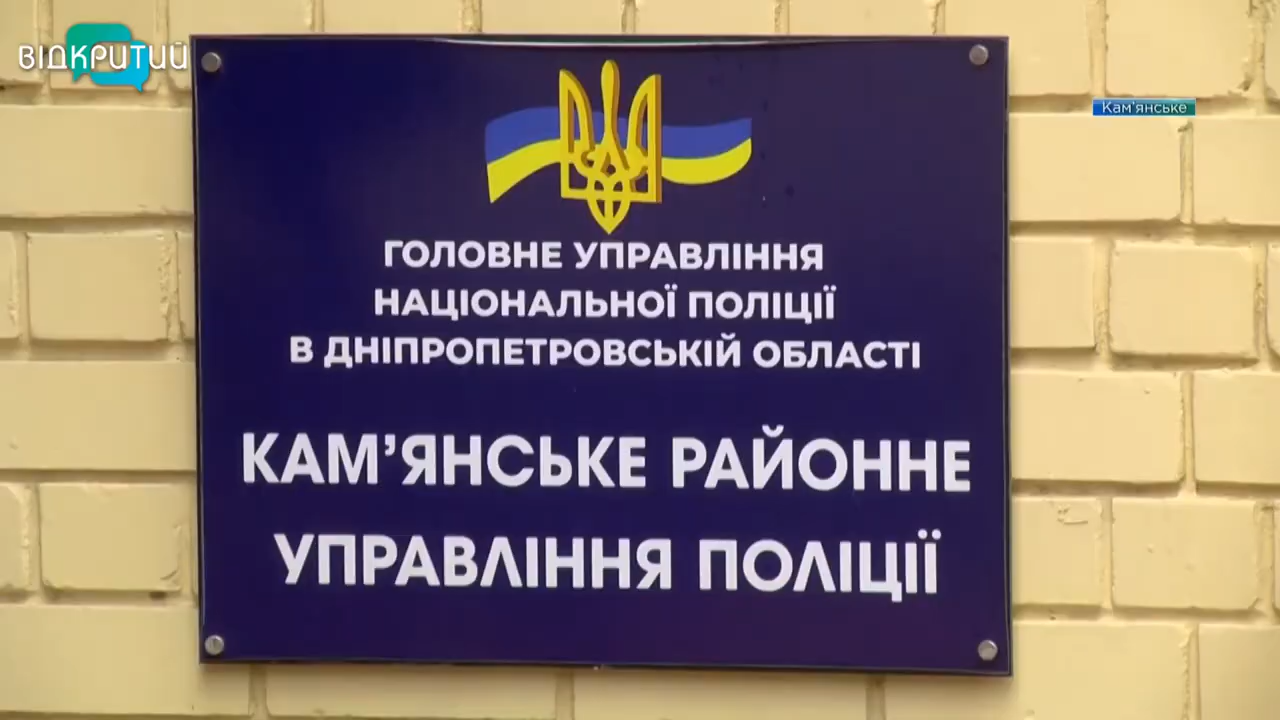 ВІДКРИТИЙ
Кам'янське
ГОЛОВНЕ УПРАВЛІННЯ
НАЦІОНАЛЬНОЇ ПОЛІЦІЇ
В ДНІПРОПЕТРОВСЬКІЙ ОБЛАСТІ
КАМ’ЯНСЬКЕ РАЙОННЕ
УПРАВЛІННЯ ПОЛІЦІЇ